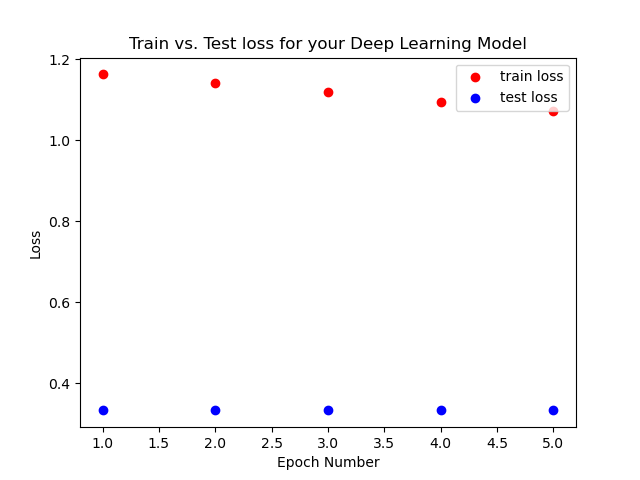 Train vs. Test loss for your Deep Learning Model
train loss
test loss
1.2
1.0
0.8
0.6
0.4
Loss
1.0 1.5 2.0 2.5 3.0 3.5 4.0 4.5 5.0
Epoch Number